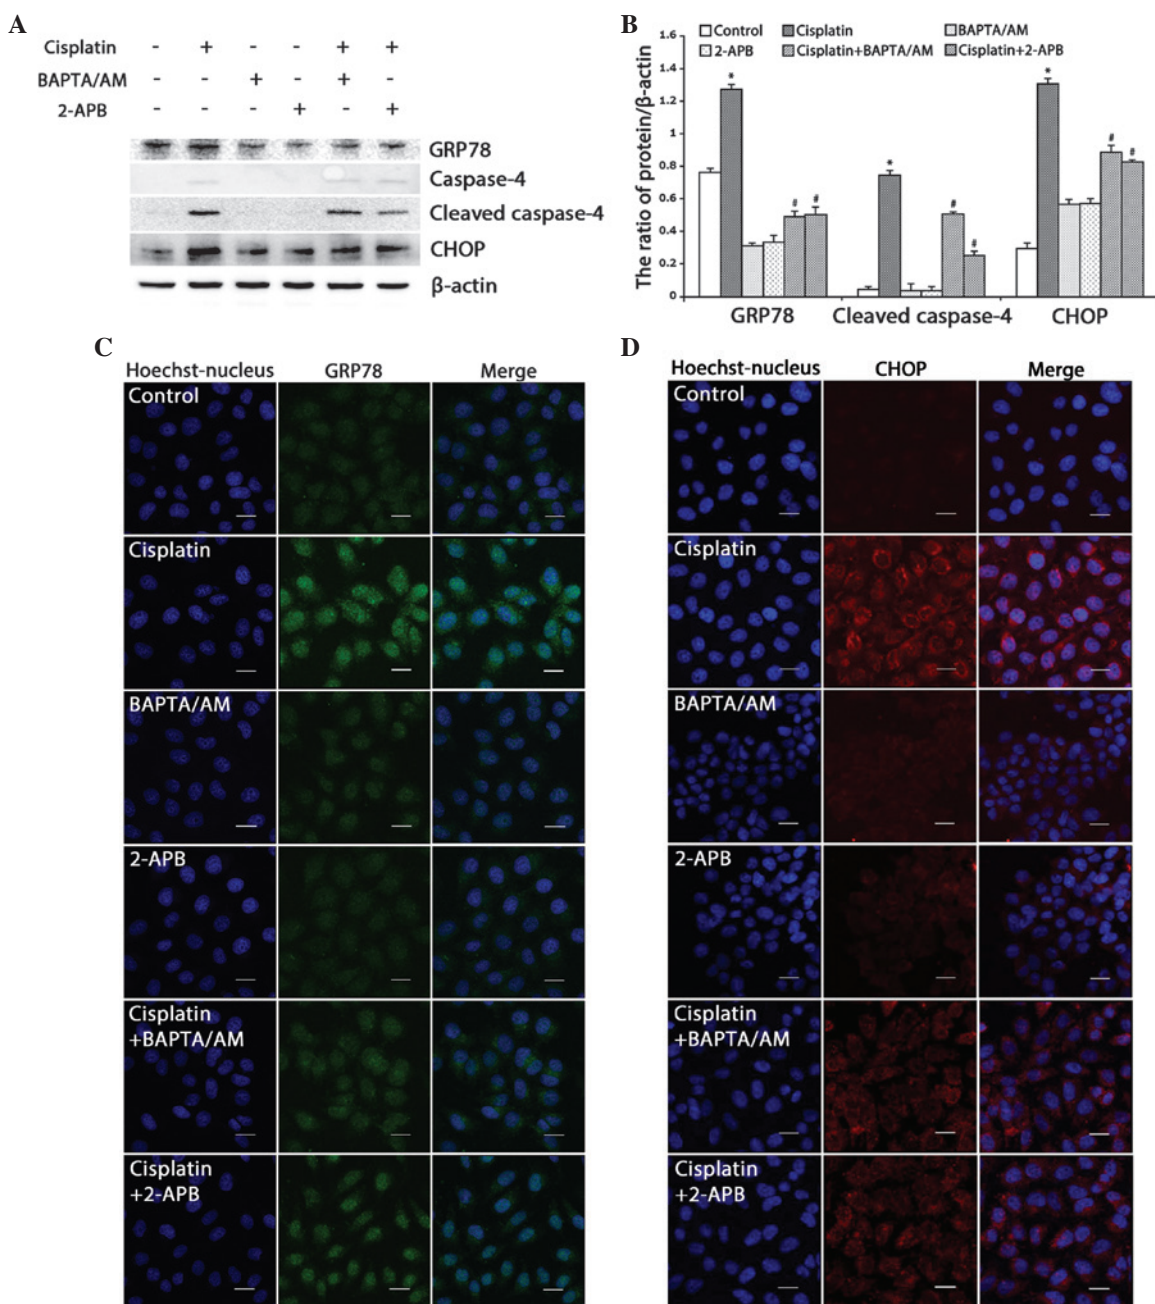 A
Cisplatin - + - - + +
BAPTA/AM - - + - + -
2-APB - - - + - +
GRP78
Caspase-4
Cleaved caspase-4
CHOP
β-actin
B
Control Cisplatin BAPTA/AM
2-APB Cisplatin+BAPTA/AM Cisplatin+2-APB
The ratio of protein/β-actin
1.6
1.2
0.8
0.6
0.4
0.2
0
* * *
# # # # # #
GRP78 Cleaved caspase-4 CHOP
C
Hoechst-nucleus GRP78 Merge
Control
Cisplatin
BAPTA/AM
2-APB
Cisplatin
+BAPTA/AM
Cisplatin
+2-APB
D
Hoechst-nucleus CHOP Merge
Control
Cisplatin
BAPTA/AM
2-APB
Cisplatin
+BAPTA/AM
Cisplatin
+2-APB